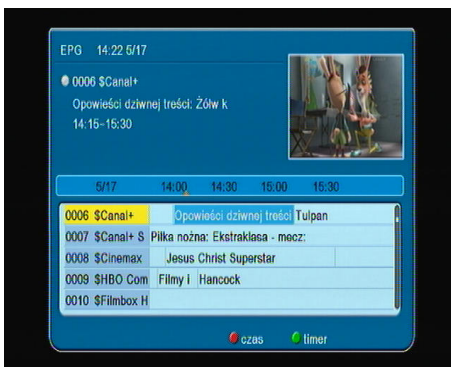 EPG 14:22 5/17
0006 $Canal+
Opowieści dziwnej treści: Żółw k
14:15-15:30
5/17 14:00 14:30 15:00 15:30
0006 $Canal+ Opowieści dziwnej treści Tulpan
0007 $Canal+ S Piłka nożna: Ekstraklasa - mecz:
0008 $Cinemax Jesus Christ Superstar
0009 $HBO Com Filmy i Hancock
0010 $Filmbox H
czas timer